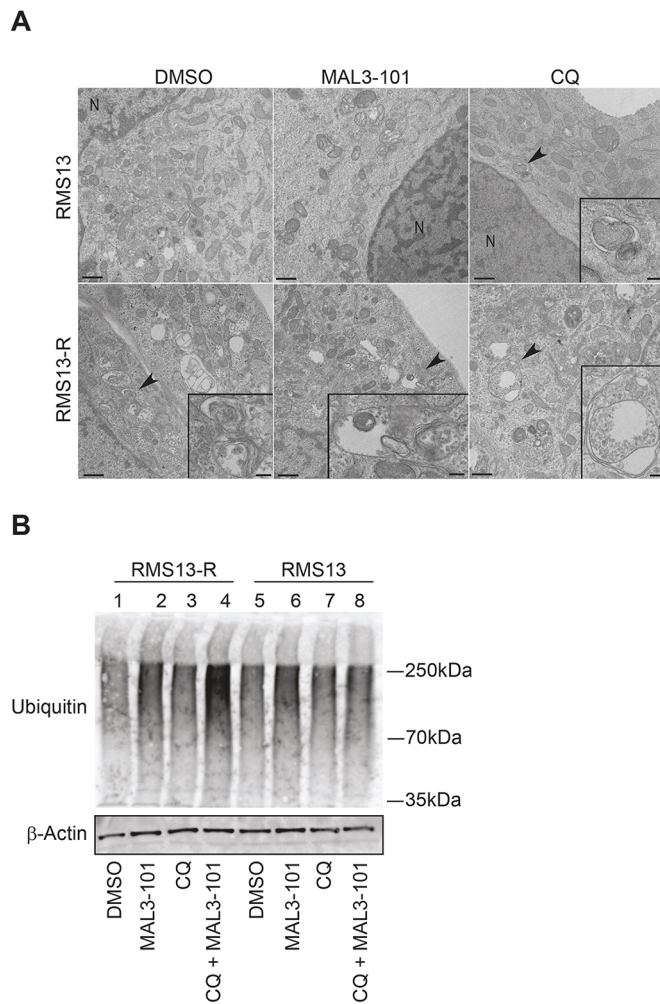 A
DMSO MAL3-101 CQ
RMS13
N
N
N
RMS13-R
B
RMS13-R RMS13
1 2 3 4 5 6 7 8
Ubiquitin
—250kDa
—70kDa
—35kDa
β-Actin
DMSO
MAL3-101
CQ
CQ + MAL3-101
DMSO
MAL3-101
CQ
CQ + MAL3-101